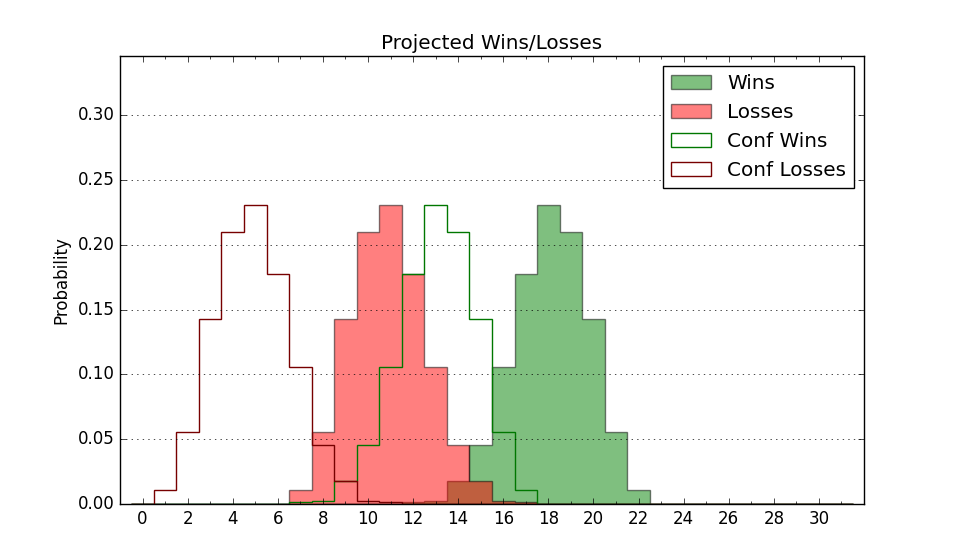 Projected Wins/Losses
Wins
Losses
Conf Wins
Conf Losses
Probability
0.30
0.25
0.20
0.15
0.10
0.05
0.00
0 2 4 6 8 10 12 14 16 18 20 22 24 26 28 30